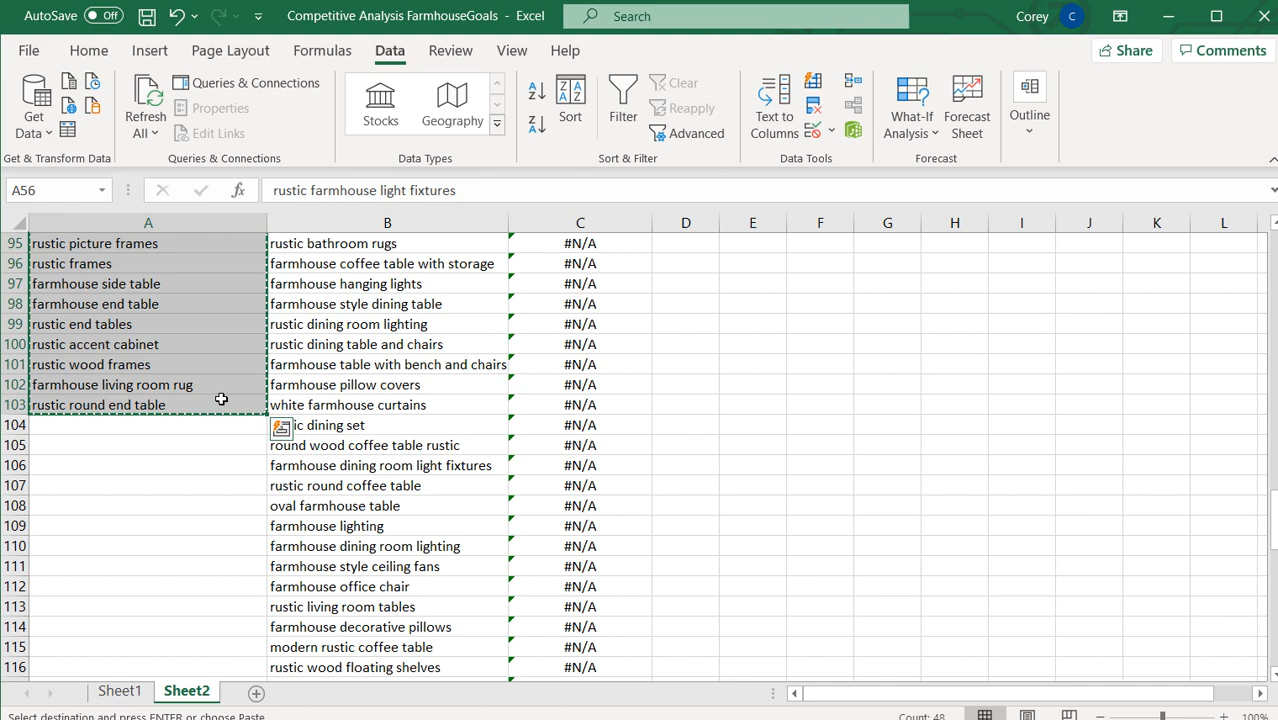 AutoSave Off Competitive Analysis FarmhouseGoals - Excel Search Corey C
File Home Insert Page Layout Formulas Data Review View Help Share Comments
Get Data
Refresh All
Queries & Connections
Properties
Edit Links
Stocks
Geography
Sort
Filter
Clear
Reapply
Advanced
Text to Columns
What-If Analysis
Forecast Sheet
Outline
Get & Transform Data Queries & Connections Data Types Sort & Filter Data Tools Forecast
A56 fx rustic farmhouse light fixtures
A B C D E F G H I J K L
95 rustic picture frames rustic bathroom rugs #N/A
96 rustic frames farmhouse coffee table with storage #N/A
97 farmhouse side table farmhouse hanging lights #N/A
98 farmhouse end table farmhouse style dining table #N/A
99 rustic end tables rustic dining room lighting #N/A
100 rustic accent cabinet rustic dining table and chairs #N/A
101 rustic wood frames farmhouse table with bench and chairs #N/A
102 farmhouse living room rug farmhouse pillow covers #N/A
103 rustic round end table white farmhouse curtains #N/A
104 ic dining set #N/A
105 round wood coffee table rustic #N/A
106 farmhouse dining room light fixtures #N/A
107 rustic round coffee table #N/A
108 oval farmhouse table #N/A
109 farmhouse lighting #N/A
110 farmhouse dining room lighting #N/A
111 farmhouse style ceiling fans #N/A
112 farmhouse office chair #N/A
113 rustic living room tables #N/A
114 farmhouse decorative pillows #N/A
115 modern rustic coffee table #N/A
116 rustic wood floating shelves #N/A
Sheet1 Sheet2
Select destination and press ENTER or choose Paste Count: 48 100%